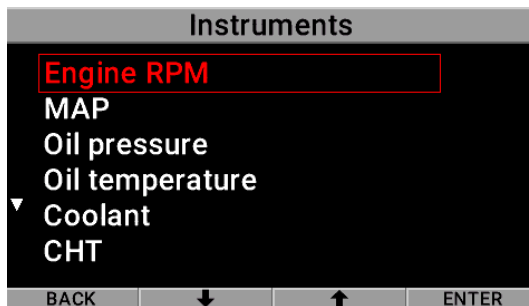 Instruments
Engine RPM
MAP
Oil pressure
Oil temperature
Coolant
CHT
BACK ENTER